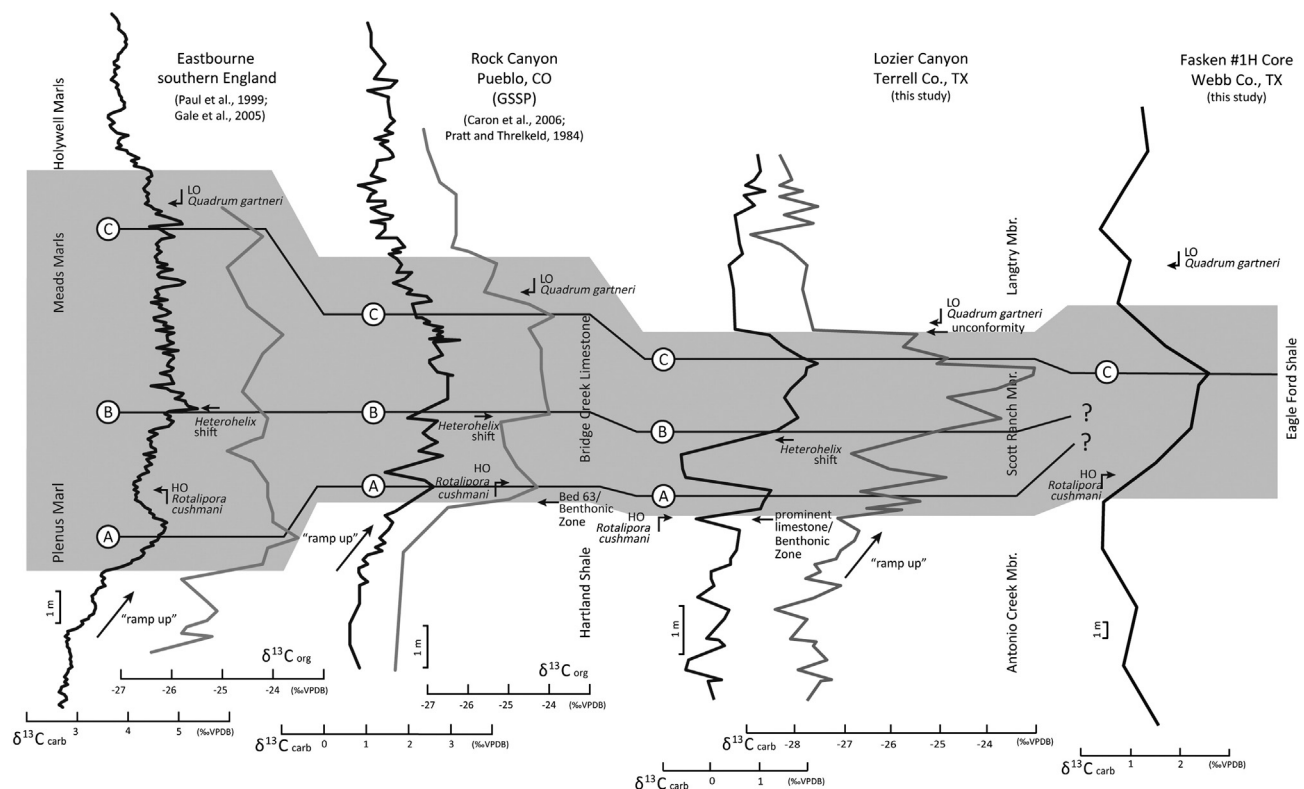 Eastbourne
southern England
(Paul et al., 1999;
Gale et al., 2005)
Rock Canyon
Pueblo, CO
(GSSP)
(Caron et al., 2006;
Pratt and Threlkeld, 1984)
Lozier Canyon
Terrell Co., TX
(this study)
Fasken #1H Core
Webb Co., TX
(this study)
Holywell Marls
Meads Marls
Plenus Marl
LO
Quadrum gartneri
C
B
Heterohelix
shift
HO
Rotalipora
cushmani
A
"ramp up"
1 m
δ13C org
-27
-26
-25
-24
(‰VPDB)
δ13C carb
3
4
5
(‰VPDB)
LO
Quadrum gartneri
C
Bridge Creek Limestone
B
Heterohelix
shift
HO
Rotalipora
cushmani
A
Bed 63/
Benthonic
Zone
"ramp up"
Hartland Shale
1 m
δ13C org
-27
-26
-25
-24
(‰VPDB)
δ13C carb
0
1
2
3
(‰VPDB)
Langtry Mbr.
LO
Quadrum gartneri
unconformity
C
Scott Ranch Mbr.
B
Heterohelix
shift
A
HO
Rotalipora
cushmani
prominent
limestone/
Benthonic
Zone
"ramp up"
Antonio Creek Mbr.
1 m
δ13C carb
-28
-27
-26
-25
-24
(‰VPDB)
δ13C carb
0
1
(‰VPDB)
LO
Quadrum gartneri
C
Eagle Ford Shale
?
?
HO
Rotalipora
cushmani
1 m
δ13C carb
1
2
(‰VPDB)